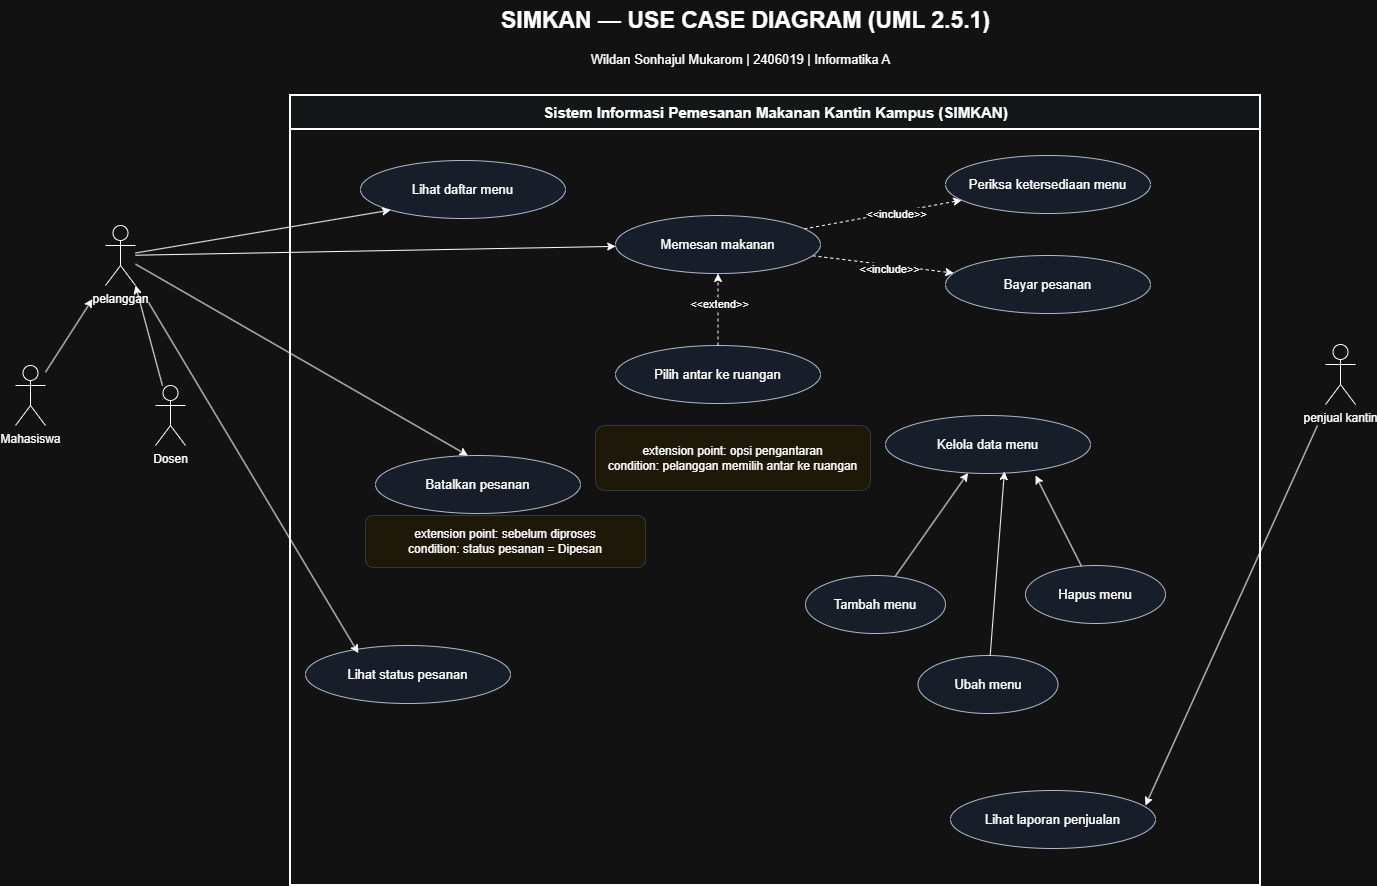 SIMKAN — USE CASE DIAGRAM (UML 2.5.1)
Wildan Sonhajul Mukarom | 2406019 | Informatika A
Sistem Informasi Pemesanan Makanan Kantin Kampus (SIMKAN)
Lihat daftar menu
Periksa ketersediaan menu
<<include>>
Memesan makanan
<<include>>
Bayar pesanan
pelanggan
<<extend>>
Pilih antar ke ruangan
penjual kantin
Mahasiswa
Dosen
extension point: opsi pengantaran
condition: pelanggan memilih antar ke ruangan
Kelola data menu
Batalkan pesanan
extension point: sebelum diproses
condition: status pesanan = Dipesan
Tambah menu
Hapus menu
Ubah menu
Lihat status pesanan
Lihat laporan penjualan